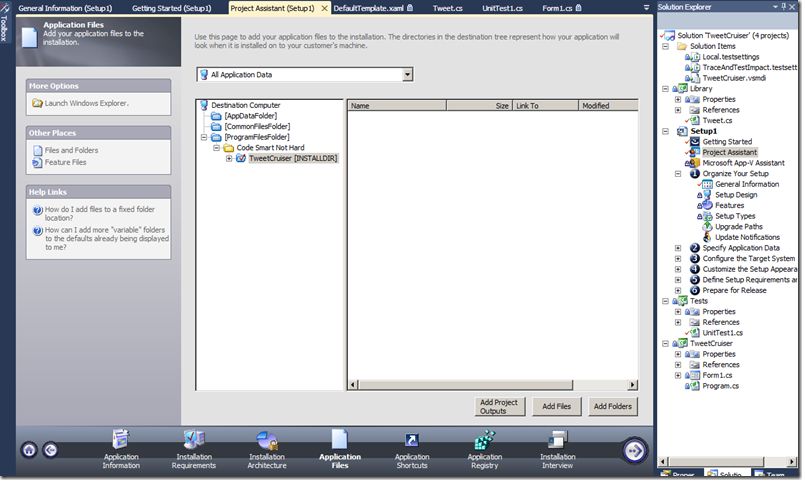 Toolbox
General Information (Setup1)
Getting Started (Setup1)
Project Assistant (Setup1)
DefaultTemplate.xaml
Tweet.cs
UnitTest1.cs
Form1.cs
Application Files
Add your application files to the
installation.
Use this page to add your application files to the installation. The directories in the destination tree represent how your application will
look when it is installed on to your customer's machine.
More Options
Launch Windows Explorer.
Other Places
Files and Folders
Feature Files
Help Links
How do I add files to a fixed folder
location?
How can I add more "variable" folders
to the defaults already being displayed
to me?
All Application Data
Destination Computer
[AppDataFolder]
[CommonFilesFolder]
[ProgramFilesFolder]
Code Smart Not Hard
TweetCruiser [INSTALLDIR]
Name
Size
Link To
Modified
Add Project
Outputs
Add Files
Add Folders
Application
Information
Installation
Requirements
Installation
Architecture
Application
Files
Application
Shortcuts
Application
Registry
Installation
Interview
Solution Explorer
Solution 'TweetCruiser' (4 projects)
Solution Items
Local.testsettings
TraceAndTestImpact.testsett
TweetCruiser.vsmdi
Library
Properties
References
Tweet.cs
Setup1
Getting Started
Project Assistant
Microsoft App-V Assistant
1 Organize Your Setup
General Information
Setup Design
Features
Setup Types
Upgrade Paths
Update Notifications
2 Specify Application Data
3 Configure the Target System
4 Customize the Setup Appeara
5 Define Setup Requirements an
6 Prepare for Release
Tests
Properties
References
UnitTest1.cs
TweetCruiser
Properties
References
Form1.cs
Program.cs
Proper...
Solutio...
Team ...